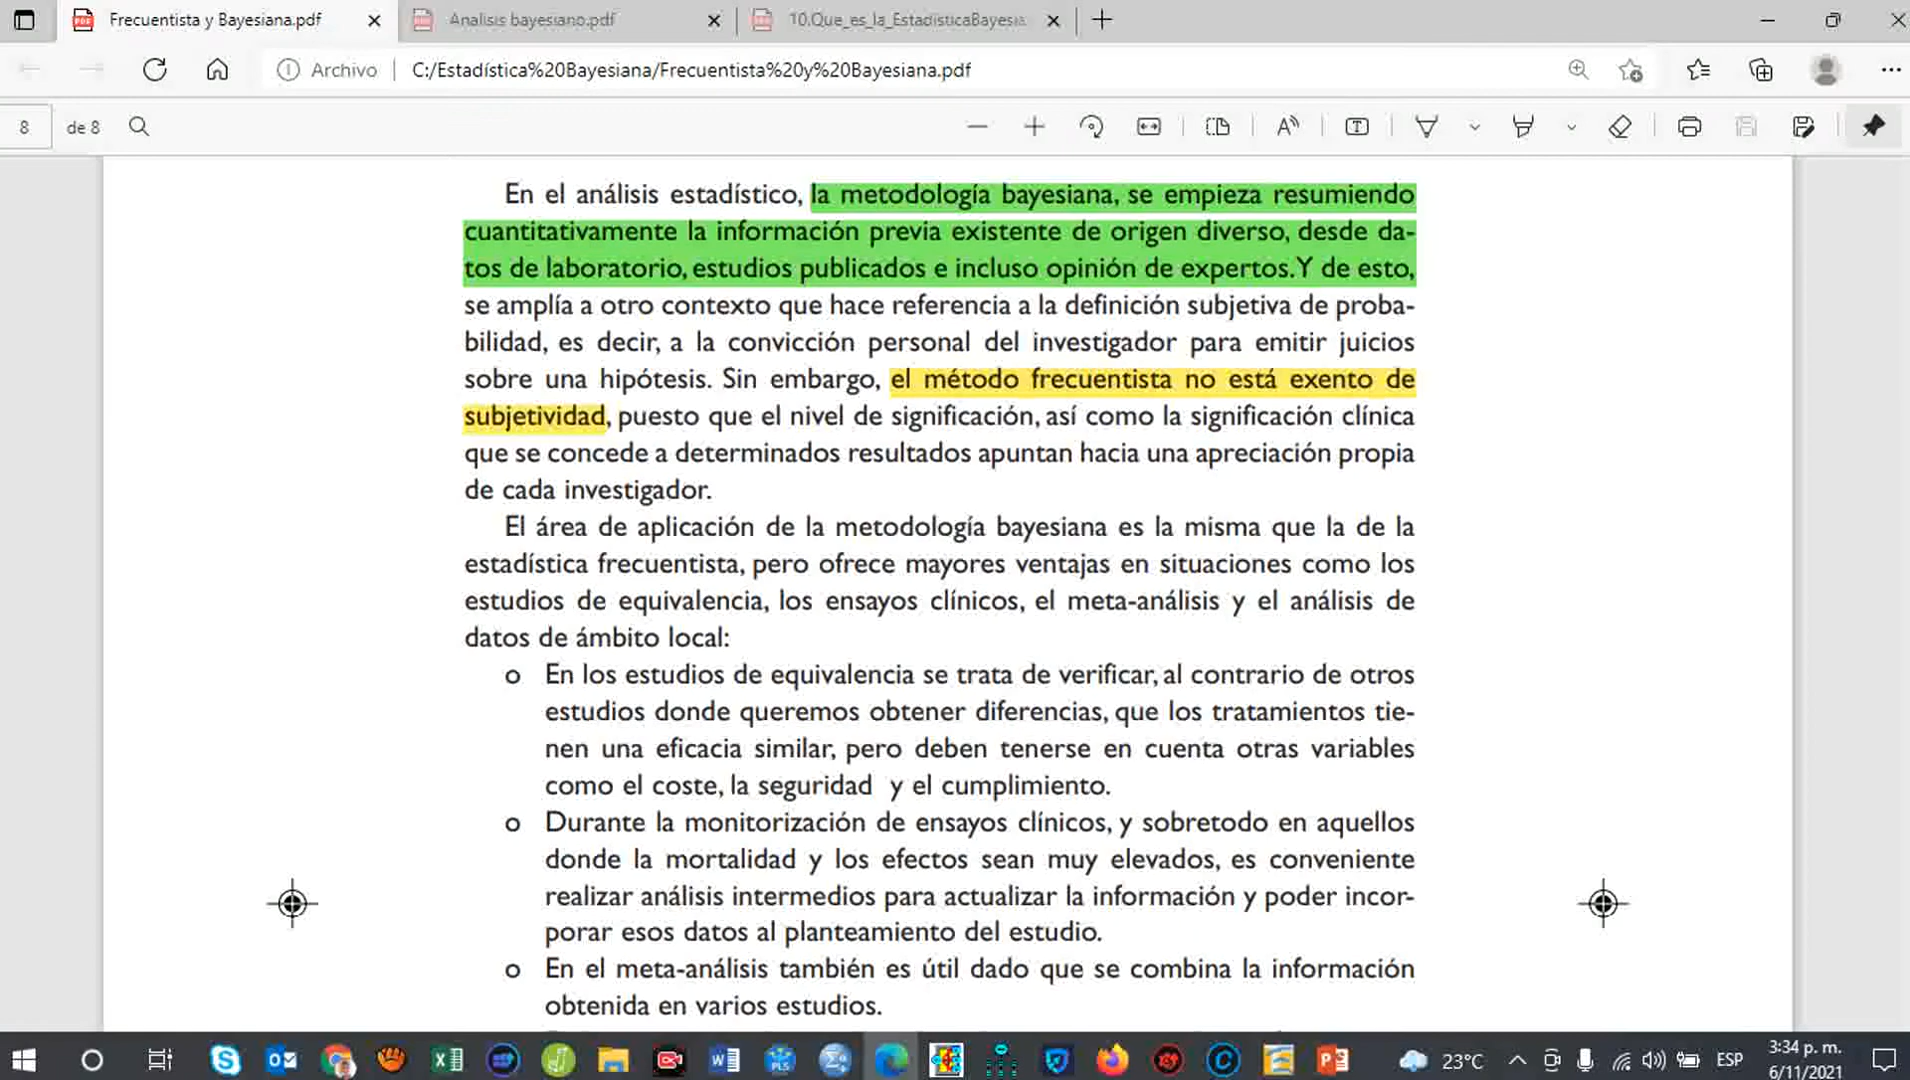 Frecuentista y Bayesiana.pdf
Analisis bayesiano.pdf
10.Que_es_la_EstadisticaBayesia
Archivo
C:/Estadística%20Bayesiana/Frecuentista%20y%20Bayesiana.pdf
8 de 8
En el análisis estadístico, la metodología bayesiana, se empieza resumiendo
cuantitativamente la información previa existente de origen diverso, desde da-
tos de laboratorio, estudios publicados e incluso opinión de expertos. Y de esto,
se amplía a otro contexto que hace referencia a la definición subjetiva de proba-
bilidad, es decir, a la convicción personal del investigador para emitir juicios
sobre una hipótesis. Sin embargo, el método frecuentista no está exento de
subjetividad, puesto que el nivel de significación, así como la significación clínica
que se concede a determinados resultados apuntan hacia una apreciación propia
de cada investigador.
El área de aplicación de la metodología bayesiana es la misma que la de la
estadística frecuentista, pero ofrece mayores ventajas en situaciones como los
estudios de equivalencia, los ensayos clínicos, el meta-análisis y el análisis de
datos de ámbito local:
o En los estudios de equivalencia se trata de verificar, al contrario de otros
estudios donde queremos obtener diferencias, que los tratamientos tie-
nen una eficacia similar, pero deben tenerse en cuenta otras variables
como el coste, la seguridad y el cumplimiento.
o Durante la monitorización de ensayos clínicos, y sobretodo en aquellos
donde la mortalidad y los efectos sean muy elevados, es conveniente
realizar análisis intermedios para actualizar la información y poder incor-
porar esos datos al planteamiento del estudio.
o En el meta-análisis también es útil dado que se combina la información
obtenida en varios estudios.
23°C
ESP
3:34 p. m.
6/11/2021